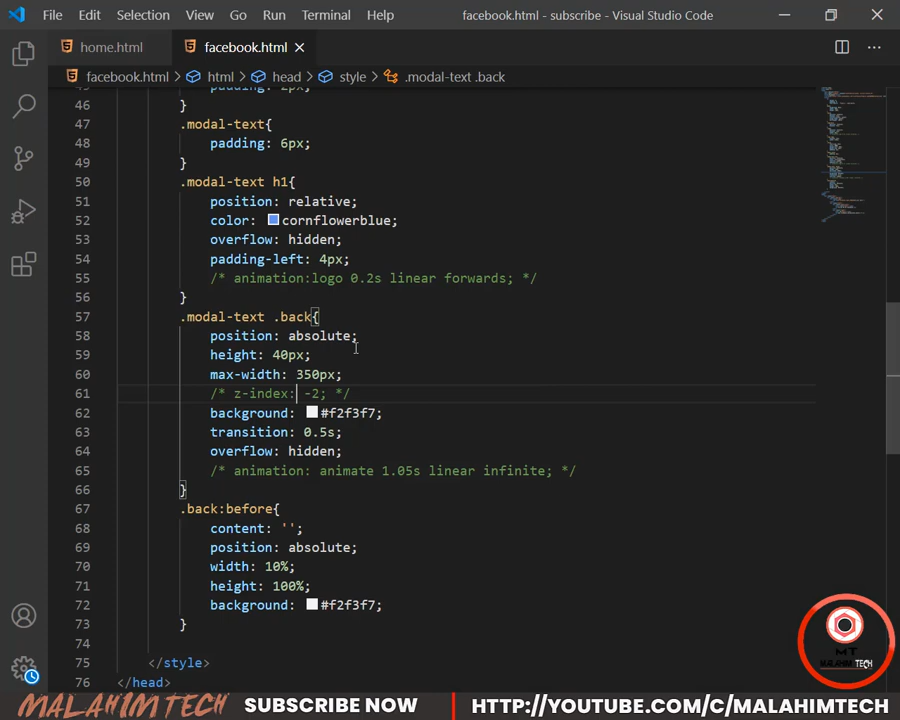 File Edit Selection View Go Run Terminal Help facebook.html - subscribe - Visual Studio Code
home.html facebook.html
facebook.html > html > head > style > .modal-text .back
46 }
47 .modal-text{
48 padding: 6px;
49 }
50 .modal-text h1{
51 position: relative;
52 color: cornflowerblue;
53 overflow: hidden;
54 padding-left: 4px;
55 /* animation:logo 0.2s linear forwards; */
56 }
57 .modal-text .back{
58 position: absolute;
59 height: 40px;
60 max-width: 350px;
61 /* z-index: -2; */
62 background: #f2f3f7;
63 transition: 0.5s;
64 overflow: hidden;
65 /* animation: animate 1.05s linear infinite; */
66 }
67 .back:before{
68 content: '';
69 position: absolute;
70 width: 10%;
71 height: 100%;
72 background: #f2f3f7;
73 }
74
75 </style>
76 </head>
MT
MALAHIM TECH
MALAHIMTECH SUBSCRIBE NOW HTTP://YOUTUBE.COM/C/MALAHIMTECH